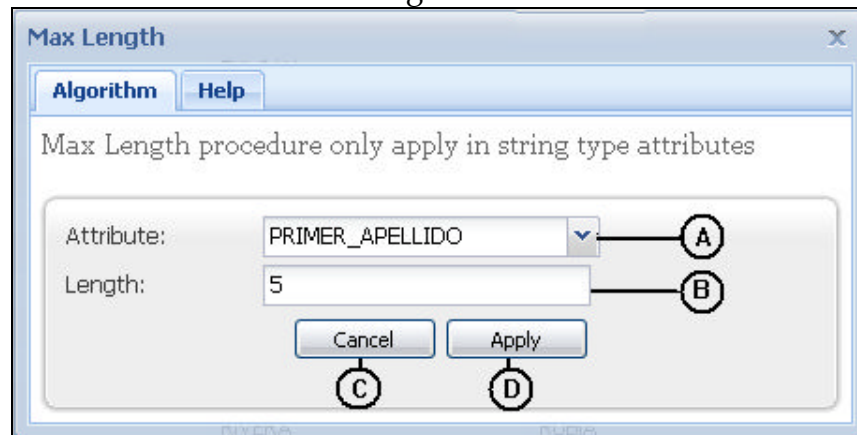 Max Length x
Algorithm Help
Max Length procedure only apply in string type attributes
Attribute: PRIMER_APELLIDO A
Length: 5 B
Cancel Apply
C D